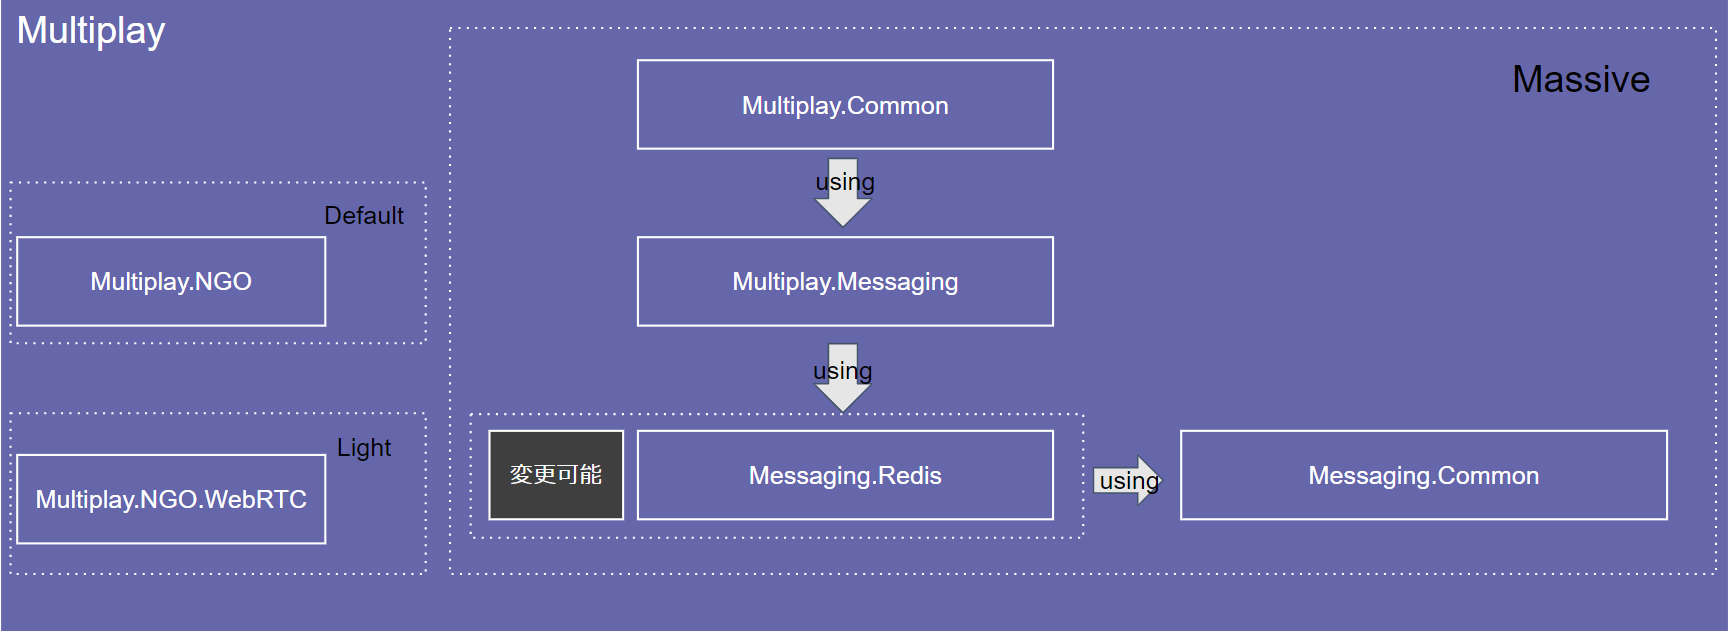 Multiplay
Massive
Multiplay.Common
using
Default
Multiplay.NGO
Multiplay.Messaging
using
Light
Multiplay.NGO.WebRTC
変更可能
Messaging.Redis
using
Messaging.Common